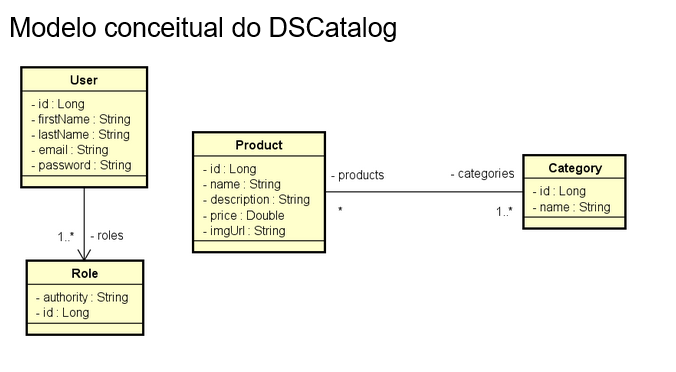 Modelo conceitual do DSCatalog
User
- id : Long
- firstName : String
- lastName : String
- email : String
- password : String
1..*
- roles
Role
- authority : String
- id : Long
Product
- id : Long
- name : String
- description : String
- price : Double
- imgUrl : String
- products
*
- categories
1..*
Category
- id : Long
- name : String